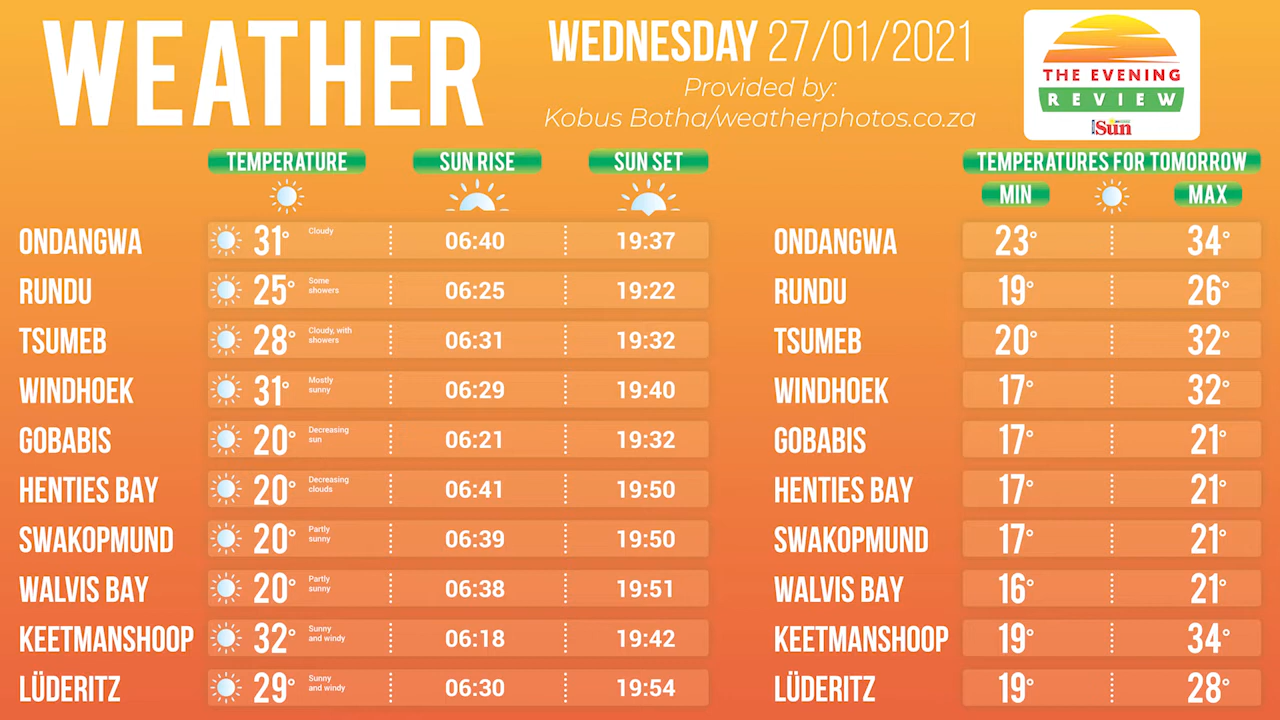 WEATHER
WEDNESDAY 27/01/2021
Provided by:
Kobus Botha/weatherphotos.co.za
THE EVENING
REVIEW
Sun
TEMPERATURE SUN RISE SUN SET
TEMPERATURES FOR TOMORROW
MIN MAX
ONDANGWA 31° Cloudy 06:40 19:37
RUNDU 25° Some showers 06:25 19:22
TSUMEB 28° Cloudy, with showers 06:31 19:32
WINDHOEK 31° Mostly sunny 06:29 19:40
GOBABIS 20° Decreasing sun 06:21 19:32
HENTIES BAY 20° Decreasing clouds 06:41 19:50
SWAKOPMUND 20° Partly sunny 06:39 19:50
WALVIS BAY 20° Partly sunny 06:38 19:51
KEETMANSHOOP 32° Sunny and windy 06:18 19:42
LÜDERITZ 29° Sunny and windy 06:30 19:54
ONDANGWA 23° 34°
RUNDU 19° 26°
TSUMEB 20° 32°
WINDHOEK 17° 32°
GOBABIS 17° 21°
HENTIES BAY 17° 21°
SWAKOPMUND 17° 21°
WALVIS BAY 16° 21°
KEETMANSHOOP 19° 34°
LÜDERITZ 19° 28°